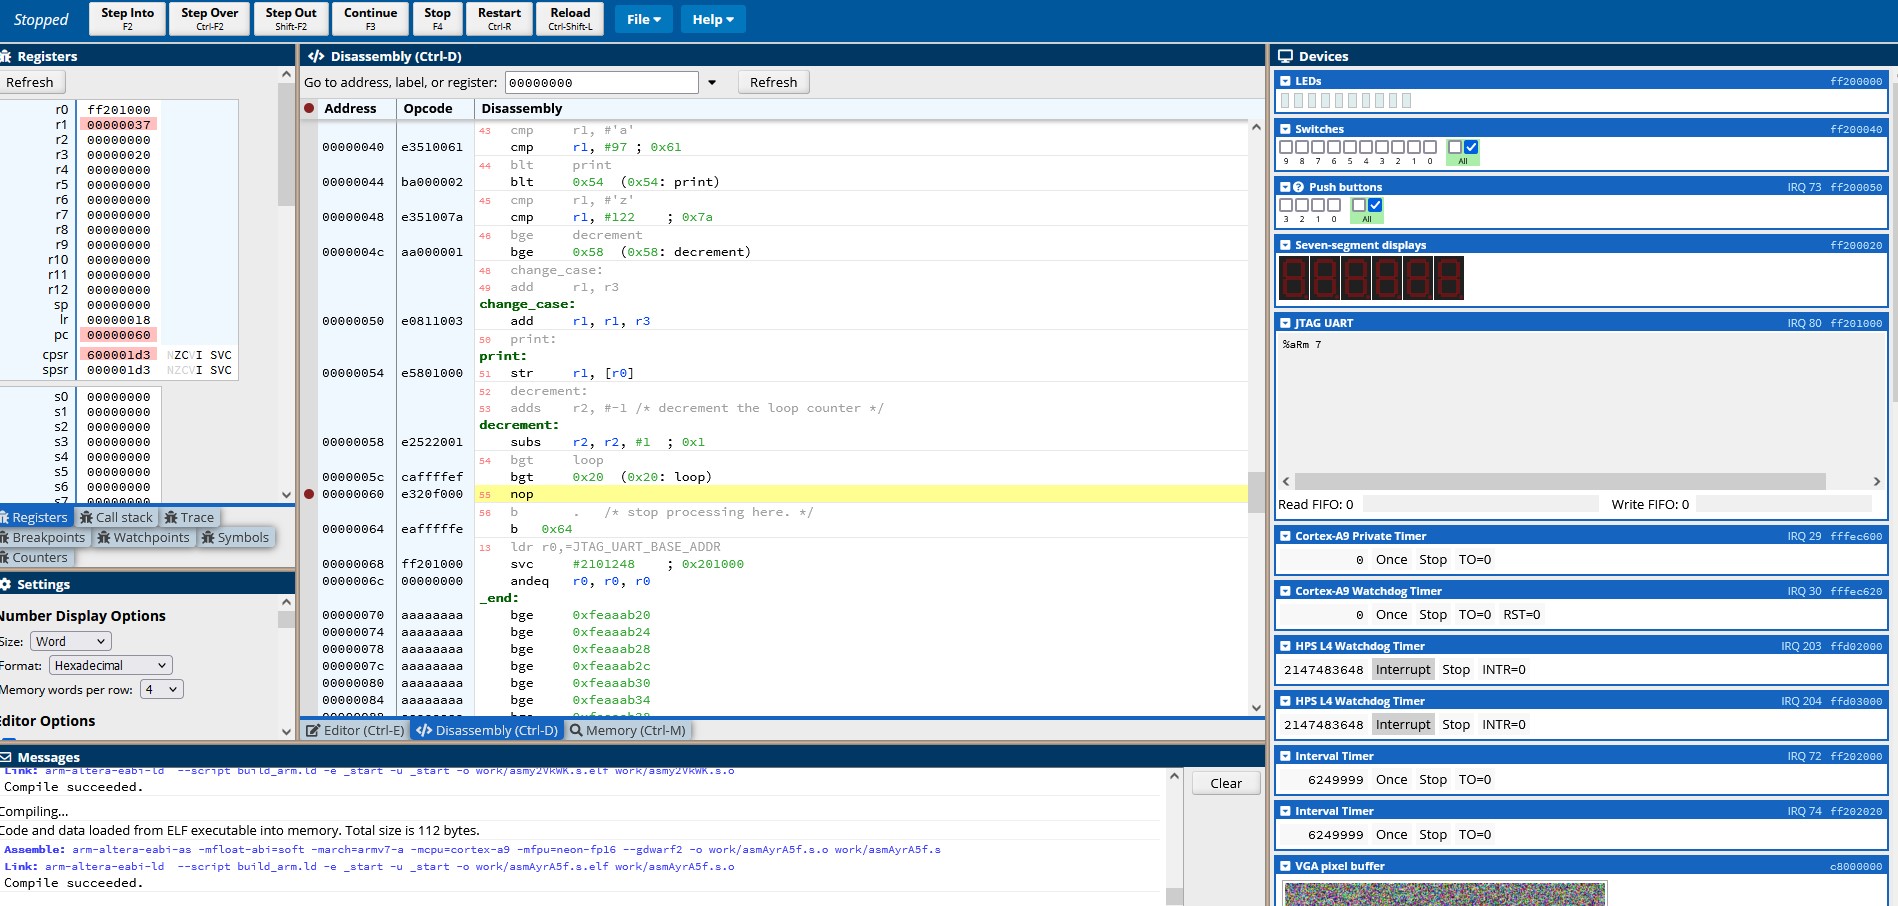 Stopped
Step Into
F2
Step Over
Ctrl-F2
Step Out
Shift-F2
Continue
F3
Stop
F4
Restart
Ctrl-R
Reload
Ctrl-Shift-L
File
Help
Registers
Refresh
r0 ff201000
r1 00000037
r2 00000000
r3 00000020
r4 00000000
r5 00000000
r6 00000000
r7 00000000
r8 00000000
r9 00000000
r10 00000000
r11 00000000
r12 00000000
sp 00000000
lr 00000018
pc 00000060
cpsr 600001d3 NZCVI SVC
spsr 000001d3 NZCVI SVC
s0 00000000
s1 00000000
s2 00000000
s3 00000000
s4 00000000
s5 00000000
s6 00000000
s7
Registers Call stack Trace
Breakpoints Watchpoints Symbols
Counters
Settings
Number Display Options
Size: Word
Format: Hexadecimal
Memory words per row: 4
Editor Options
Disassembly (Ctrl-D)
Go to address, label, or register: 00000000 Refresh
Address Opcode Disassembly
43 cmp r1, #'a'
00000040 e3510061 cmp r1, #97 ; 0x61
44 blt print
00000044 ba000002 blt 0x54 (0x54: print)
45 cmp r1, #'z'
00000048 e351007a cmp r1, #122 ; 0x7a
46 bge decrement
0000004c aa000001 bge 0x58 (0x58: decrement)
48 change_case:
49 add r1, r3
change_case:
00000050 e0811003 add r1, r1, r3
50 print:
print:
00000054 e5801000 51 str r1, [r0]
52 decrement:
53 adds r2, #-1 /* decrement the loop counter */
decrement:
00000058 e2522001 subs r2, r2, #1 ; 0x1
54 bgt loop
0000005c caffffef bgt 0x20 (0x20: loop)
00000060 e320f000 55 nop
56 b . /* stop processing here. */
00000064 eafffffe b 0x64
13 ldr r0,=JTAG_UART_BASE_ADDR
00000068 ff201000 svc #2101248 ; 0x201000
0000006c 00000000 andeq r0, r0, r0
_end:
00000070 aaaaaaaa bge 0xfeaaab20
00000074 aaaaaaaa bge 0xfeaaab24
00000078 aaaaaaaa bge 0xfeaaab28
0000007c aaaaaaaa bge 0xfeaaab2c
00000080 aaaaaaaa bge 0xfeaaab30
00000084 aaaaaaaa bge 0xfeaaab34
Editor (Ctrl-E) Disassembly (Ctrl-D) Memory (Ctrl-M)
Messages
Link: arm-altera-eabi-ld --script build_arm.ld -e _start -u _start -o work/asmy2VkWK.s.elf work/asmy2VkWK.s.o
Compile succeeded.
Compiling...
Code and data loaded from ELF executable into memory. Total size is 112 bytes.
Assemble: arm-altera-eabi-as -mfloat-abi=soft -march=armv7-a -mcpu=cortex-a9 -mfpu=neon-fp16 --gdwarf2 -o work/asmAyrA5f.s.o work/asmAyrA5f.s
Link: arm-altera-eabi-ld --script build_arm.ld -e _start -u _start -o work/asmAyrA5f.s.elf work/asmAyrA5f.s.o
Compile succeeded.
Clear
Devices
LEDs ff200000
Switches ff200040
9 8 7 6 5 4 3 2 1 0 All
Push buttons IRQ 73 ff200050
3 2 1 0 All
Seven-segment displays ff200020
JTAG UART IRQ 80 ff201000
%aRm 7
Read FIFO: 0 Write FIFO: 0
Cortex-A9 Private Timer IRQ 29 fffec600
0 Once Stop TO=0
Cortex-A9 Watchdog Timer IRQ 30 fffec620
0 Once Stop TO=0 RST=0
HPS L4 Watchdog Timer IRQ 203 ffd02000
2147483648 Interrupt Stop INTR=0
HPS L4 Watchdog Timer IRQ 204 ffd03000
2147483648 Interrupt Stop INTR=0
Interval Timer IRQ 72 ff202000
6249999 Once Stop TO=0
Interval Timer IRQ 74 ff202020
6249999 Once Stop TO=0
VGA pixel buffer c8000000